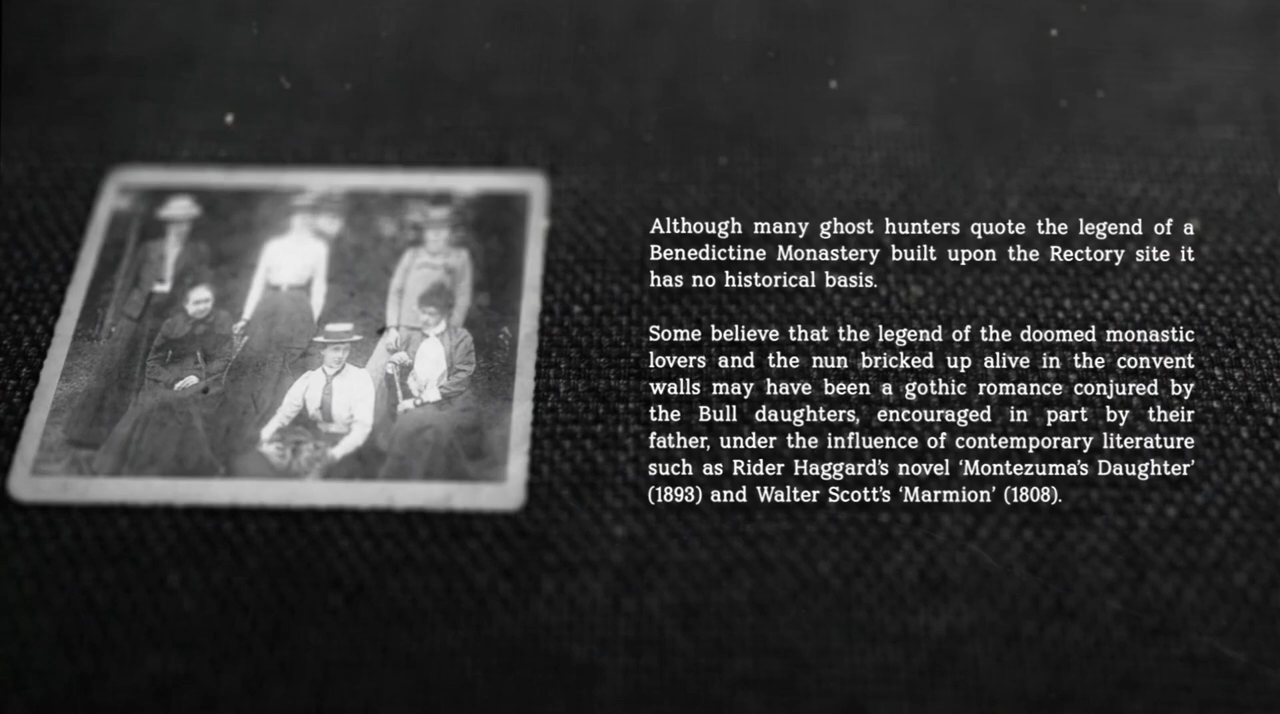 Although many ghost hunters quote the legend of a
Benedictine Monastery built upon the Rectory site it
has no historical basis.
Some believe that the legend of the doomed monastic
lovers and the nun bricked up alive in the convent
walls may have been a gothic romance conjured by
the Bull daughters, encouraged in part by their
father, under the influence of contemporary literature
such as Rider Haggard's novel ‘Montezuma's Daughter’
(1893) and Walter Scott's ‘Marmion’ (1808).